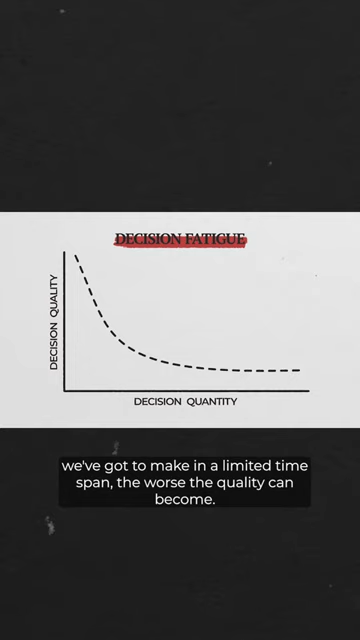 DECISION FATIGUE
DECISION QUALITY
DECISION QUANTITY
we've got to make in a limited time
span, the worse the quality can
become.